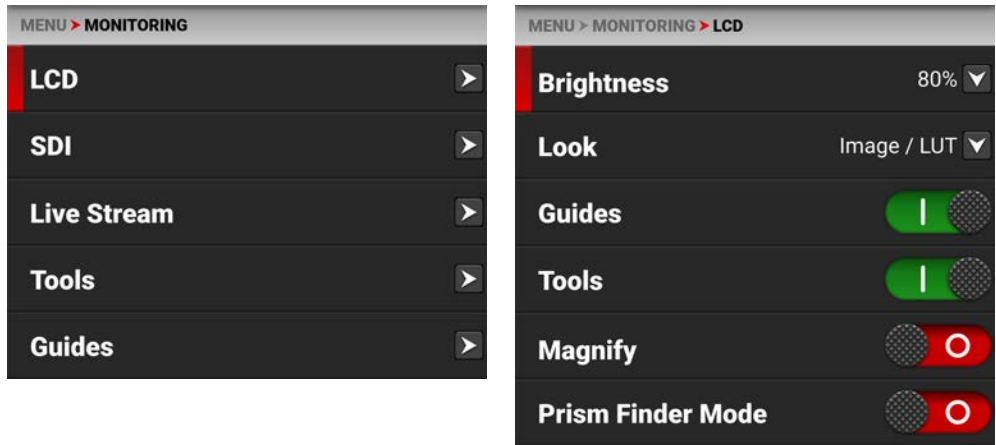 MENU > MONITORING
LCD
SDI
Live Stream
Tools
Guides
MENU > MONITORING > LCD
Brightness 80%
Look Image / LUT
Guides
Tools
Magnify
Prism Finder Mode